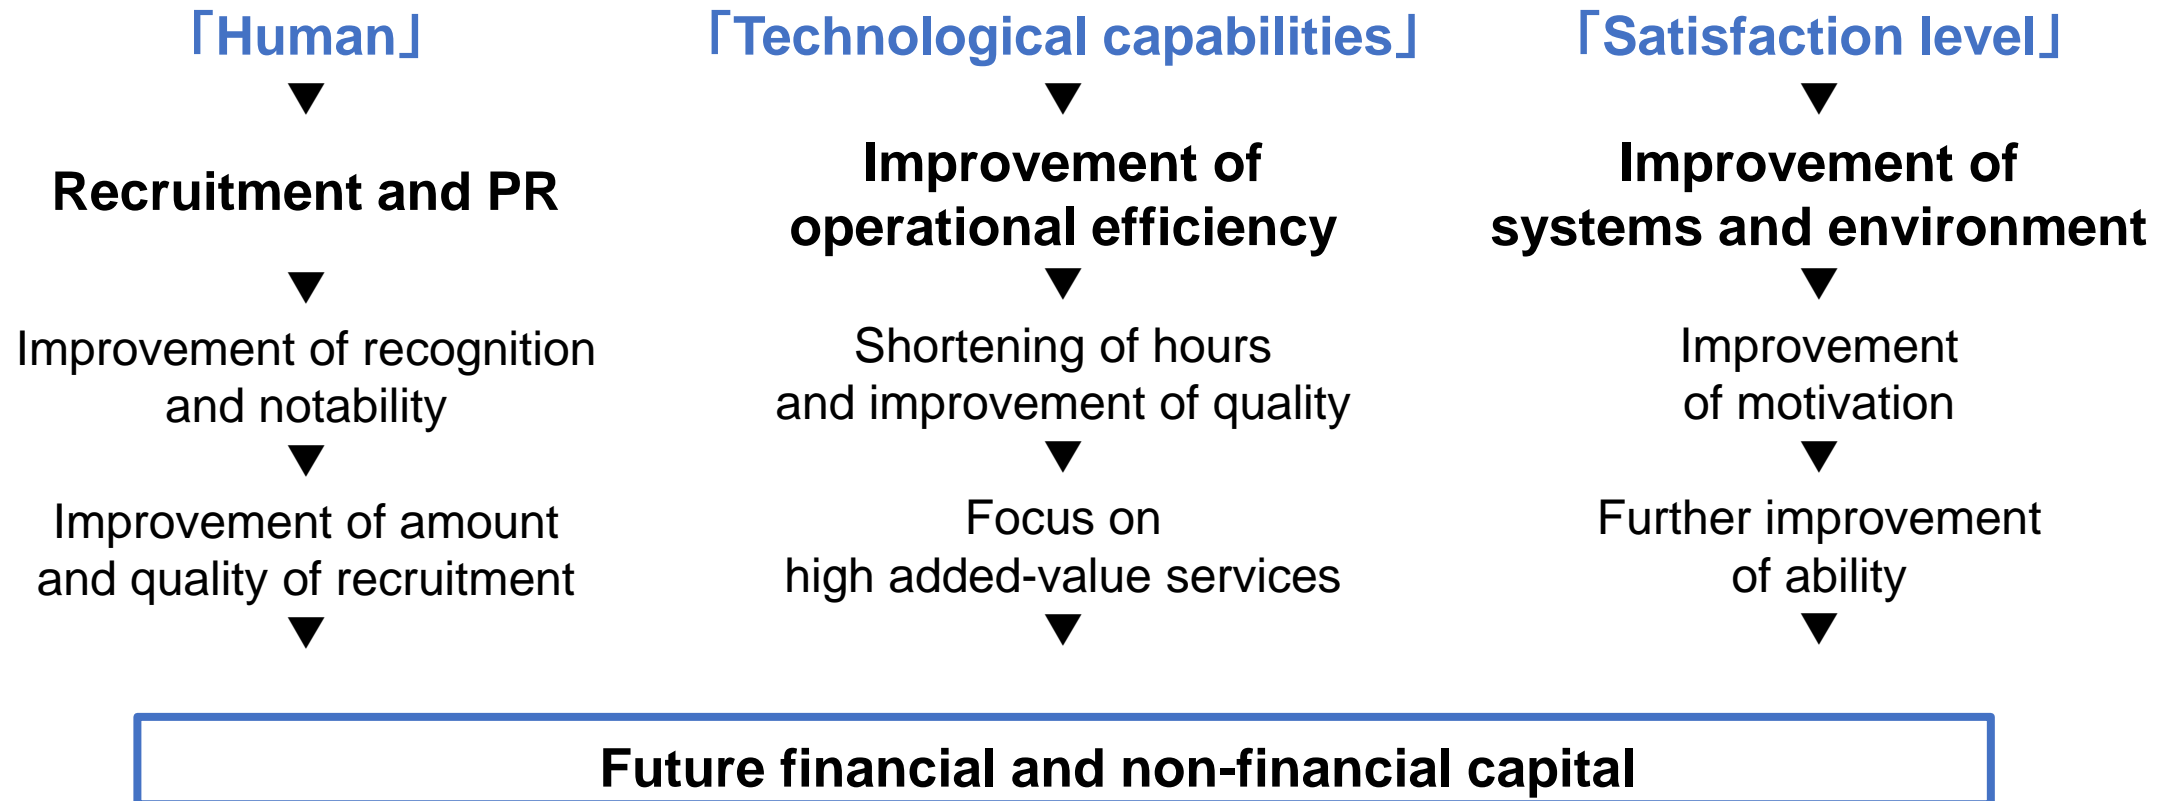 「Human」
▼
Recruitment and PR
▼
Improvement of recognition
and notability
▼
Improvement of amount
and quality of recruitment
▼
「Technological capabilities」
▼
Improvement of
operational efficiency
▼
Shortening of hours
and improvement of quality
▼
Focus on
high added-value services
▼
「Satisfaction level」
▼
Improvement of
systems and environment
▼
Improvement
of motivation
▼
Further improvement
of ability
▼
Future financial and non-financial capital